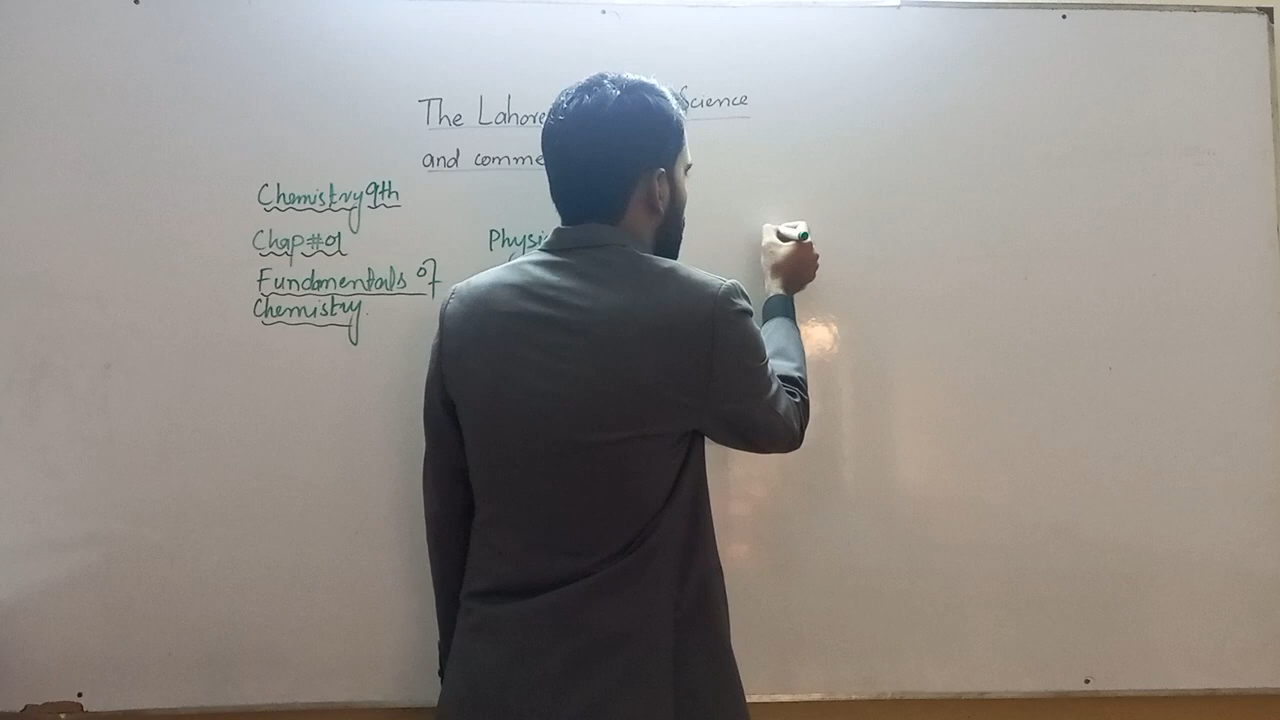 The Lahore Science
and comme
Chemistry 9th
Chap#01
Physi
Fundamentals of
Chemistry.